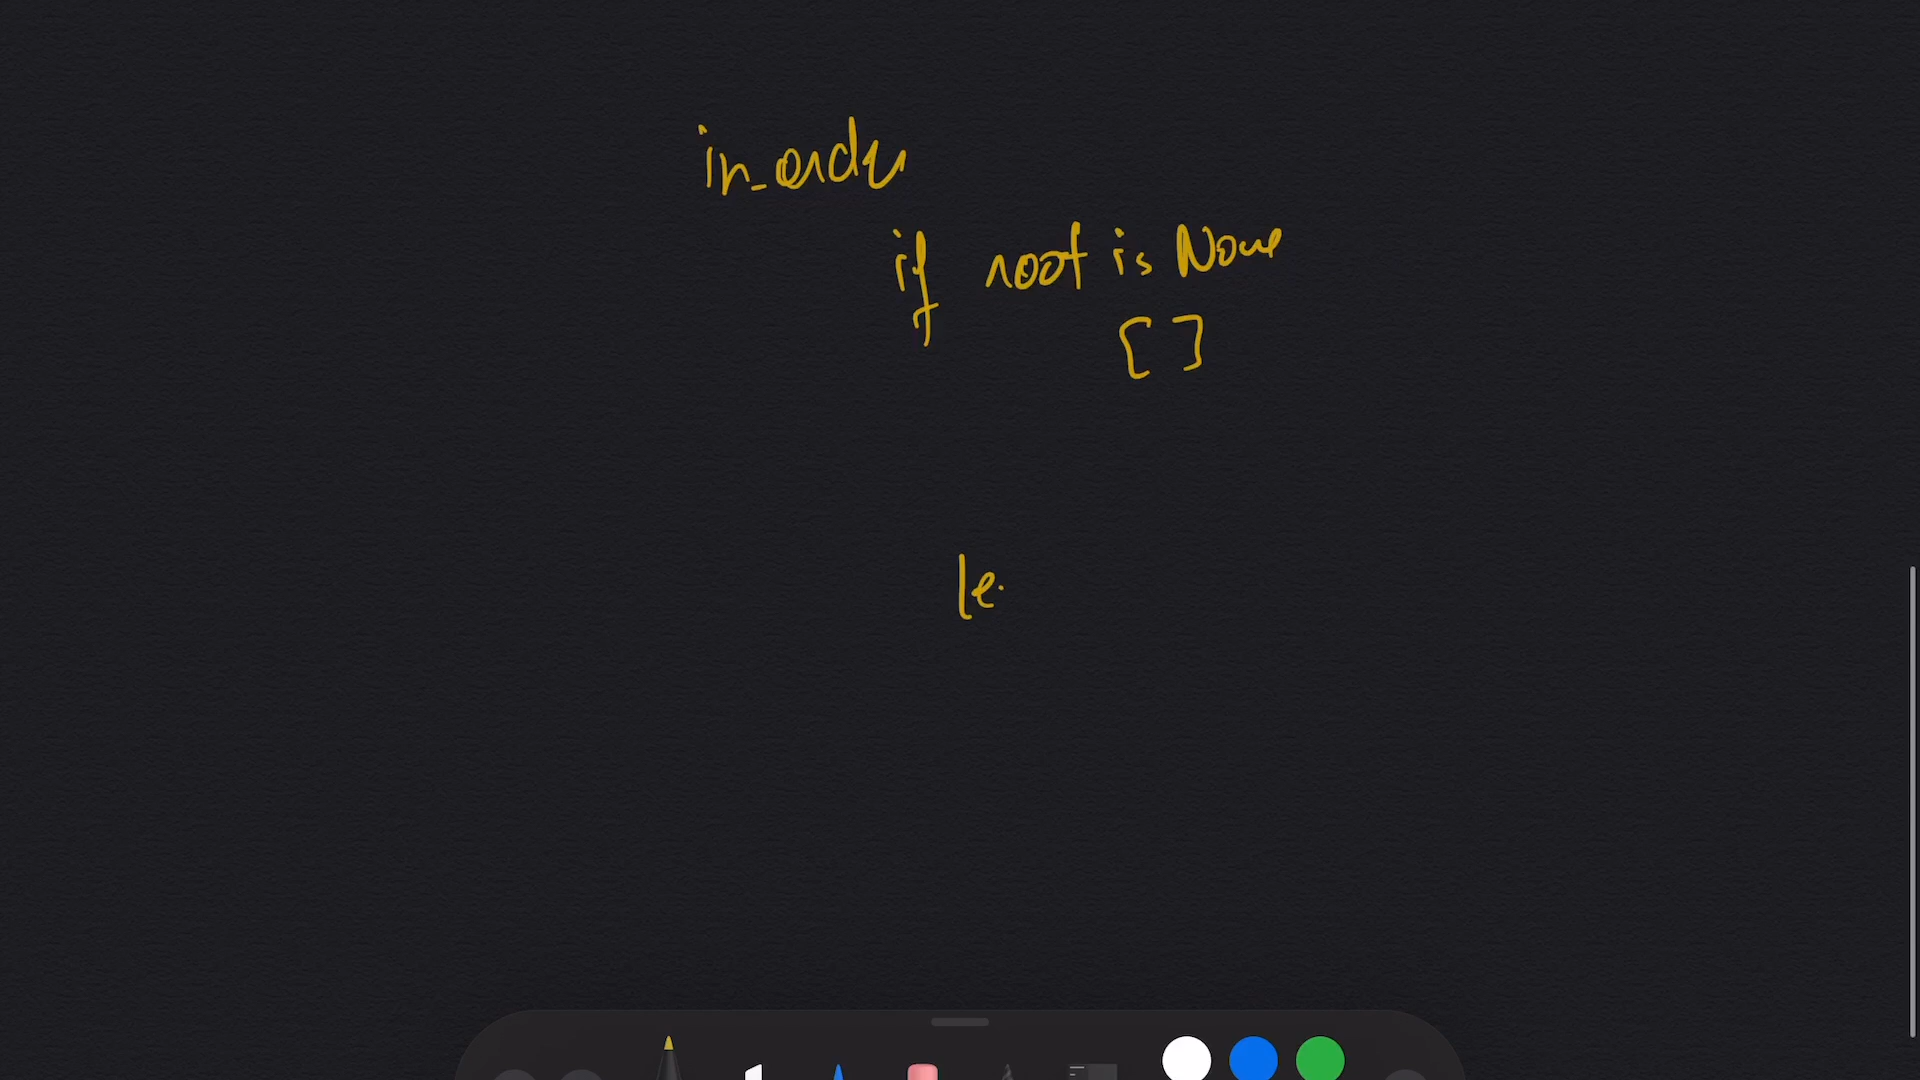 in_order
if root is None
[ ]
le